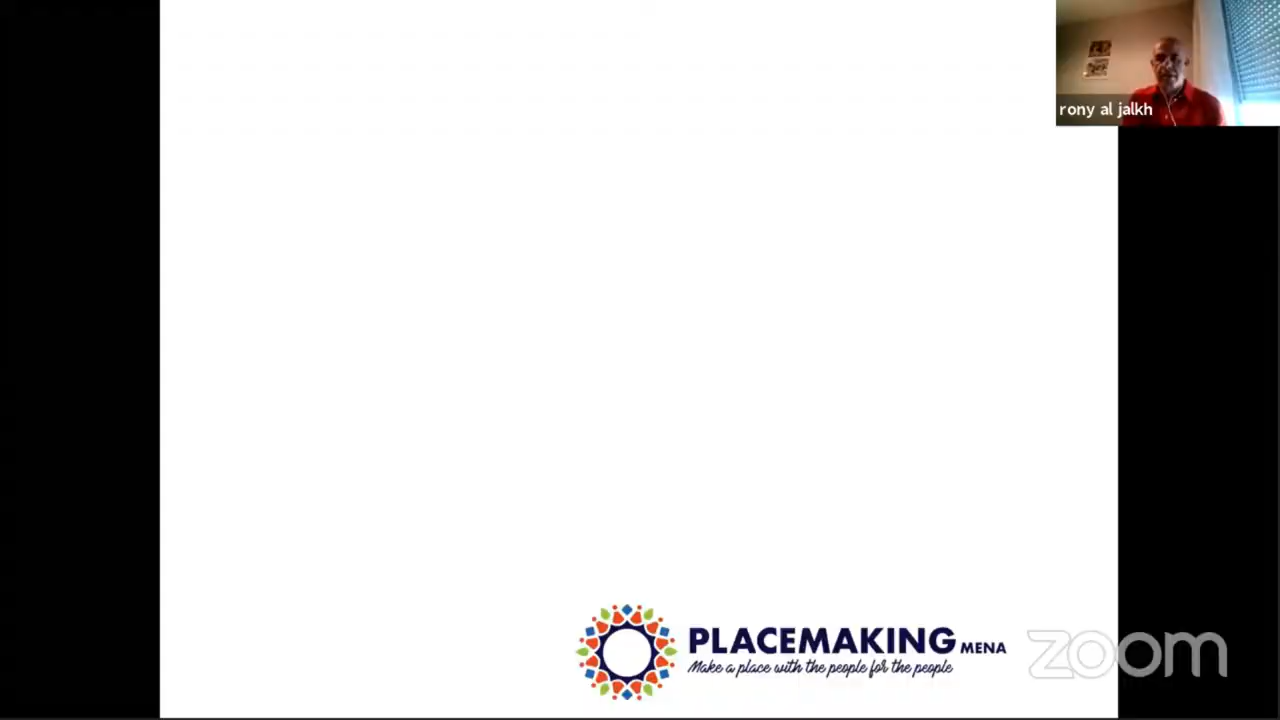 rony al jalkh
PLACEMAKING MENA
Make a place with the people for the people
zoom